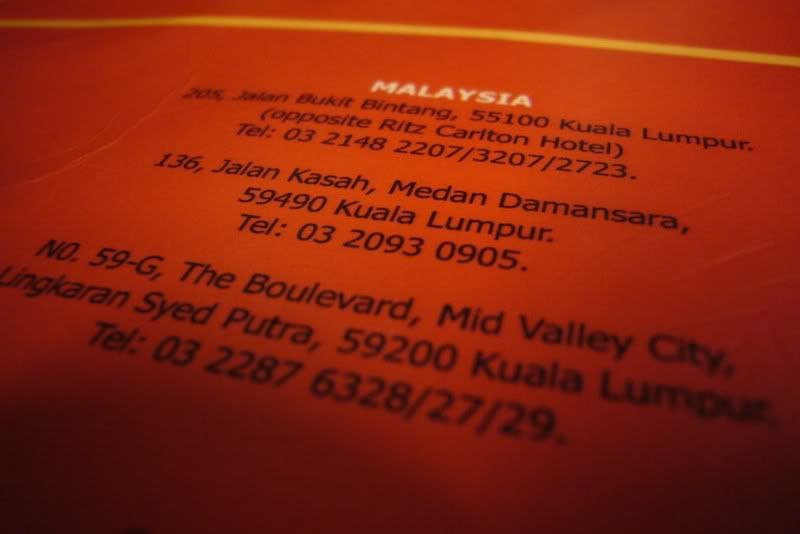 MALAYSIA
205, Jalan Bukit Bintang, 55100 Kuala Lumpur.
(opposite Ritz Carlton Hotel)
Tel: 03 2148 2207/3207/2723.
136, Jalan Kasah, Medan Damansara,
59490 Kuala Lumpur.
Tel: 03 2093 0905.
N0. 59-G, The Boulevard, Mid Valley City,
Lingkaran Syed Putra, 59200 Kuala Lumpur.
Tel: 03 2287 6328/27/29.